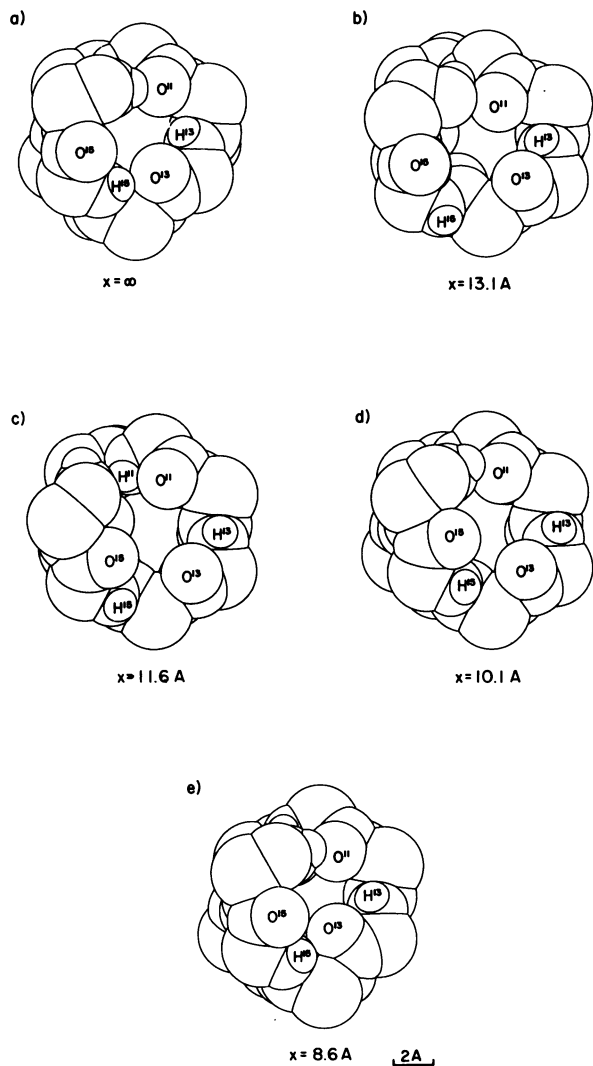 a)
O¹¹
H¹³
O¹⁵
O¹³
H¹⁵
x = ∞
b)
O¹¹
H¹³
O¹⁵
O¹³
H¹⁵
x = 13.1 A
c)
H¹¹
O¹¹
H¹³
O¹⁵
O¹³
H¹⁵
x = 11.6 A
d)
O¹¹
H¹³
O¹⁵
O¹³
H¹⁵
x = 10.1 A
e)
O¹¹
H¹³
O¹⁵
O¹³
H¹⁵
x = 8.6 A
2A